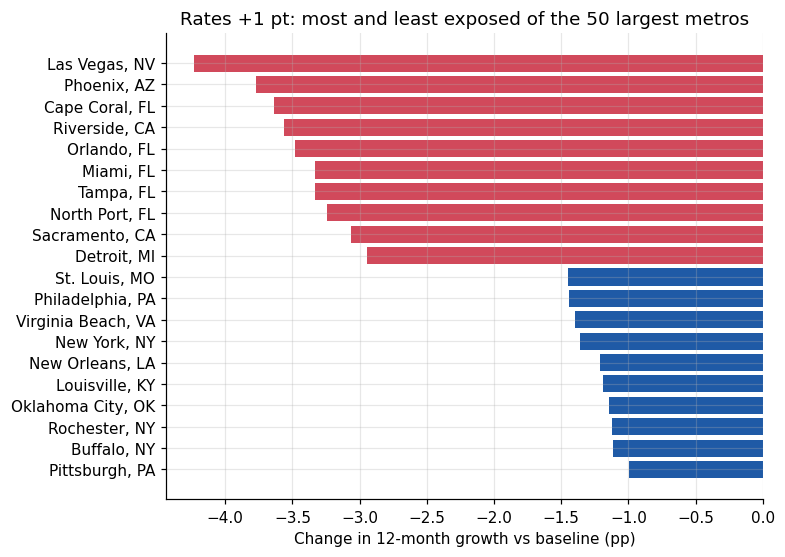 Rates +1 pt: most and least exposed of the 50 largest metros
Las Vegas, NV
Phoenix, AZ
Cape Coral, FL
Riverside, CA
Orlando, FL
Miami, FL
Tampa, FL
North Port, FL
Sacramento, CA
Detroit, MI
St. Louis, MO
Philadelphia, PA
Virginia Beach, VA
New York, NY
New Orleans, LA
Louisville, KY
Oklahoma City, OK
Rochester, NY
Buffalo, NY
Pittsburgh, PA
−4.0 −3.5 −3.0 −2.5 −2.0 −1.5 −1.0 −0.5 0.0
Change in 12-month growth vs baseline (pp)